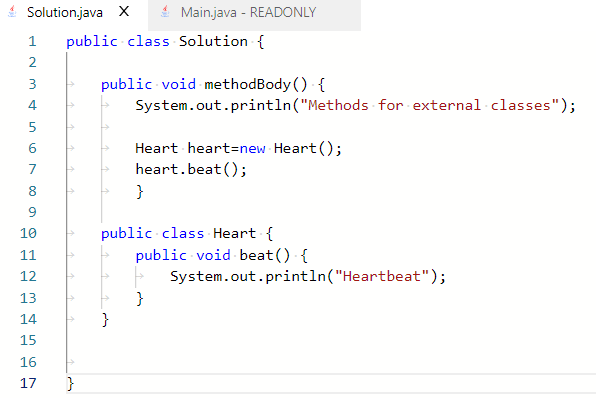 Solution.java X Main.java - READONLY
1 public class Solution {
2
3 public void methodBody() {
4 System.out.println("Methods for external classes");
5
6 Heart heart=new Heart();
7 heart.beat();
8 }
9
10 public class Heart {
11 public void beat() {
12 System.out.println("Heartbeat");
13 }
14 }
15
16
17 }